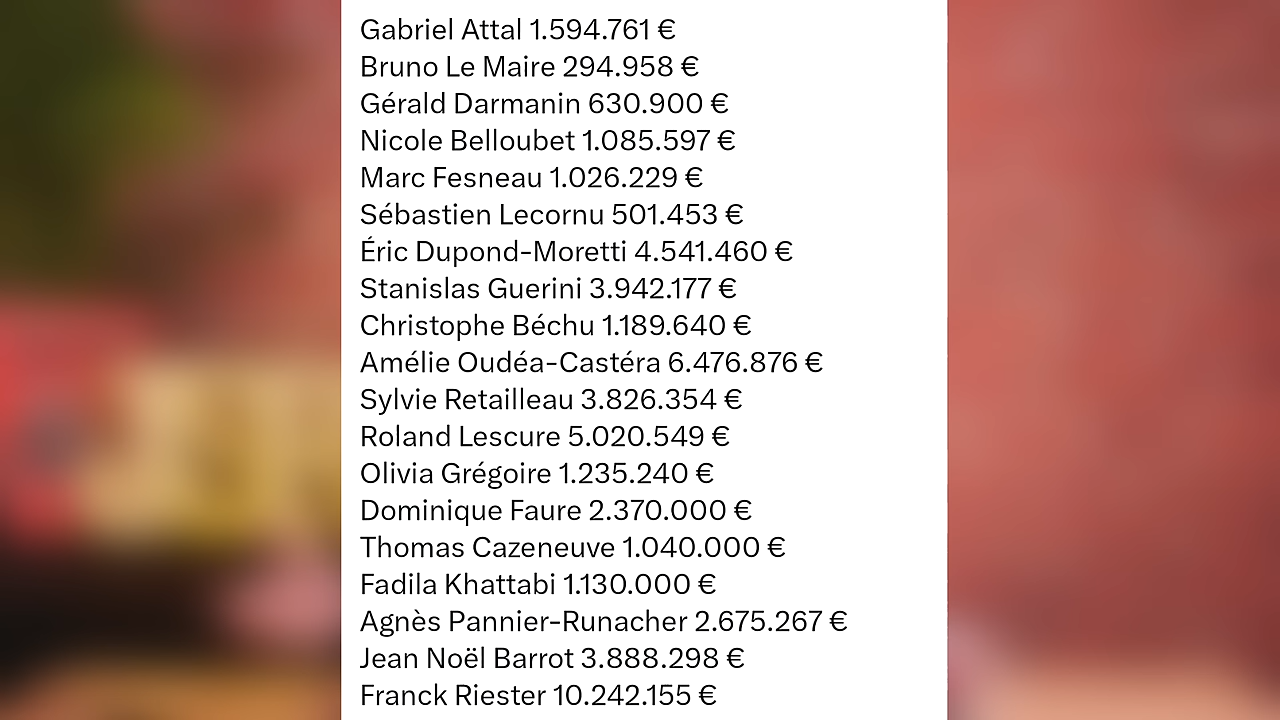 Gabriel Attal 1.594.761 €
Bruno Le Maire 294.958 €
Gérald Darmanin 630.900 €
Nicole Belloubet 1.085.597 €
Marc Fesneau 1.026.229 €
Sébastien Lecornu 501.453 €
Éric Dupond-Moretti 4.541.460 €
Stanislas Guerini 3.942.177 €
Christophe Béchu 1.189.640 €
Amélie Oudéa-Castéra 6.476.876 €
Sylvie Retailleau 3.826.354 €
Roland Lescure 5.020.549 €
Olivia Grégoire 1.235.240 €
Dominique Faure 2.370.000 €
Thomas Cazeneuve 1.040.000 €
Fadila Khattabi 1.130.000 €
Agnès Pannier-Runacher 2.675.267 €
Jean Noël Barrot 3.888.298 €
Franck Riester 10.242.155 €